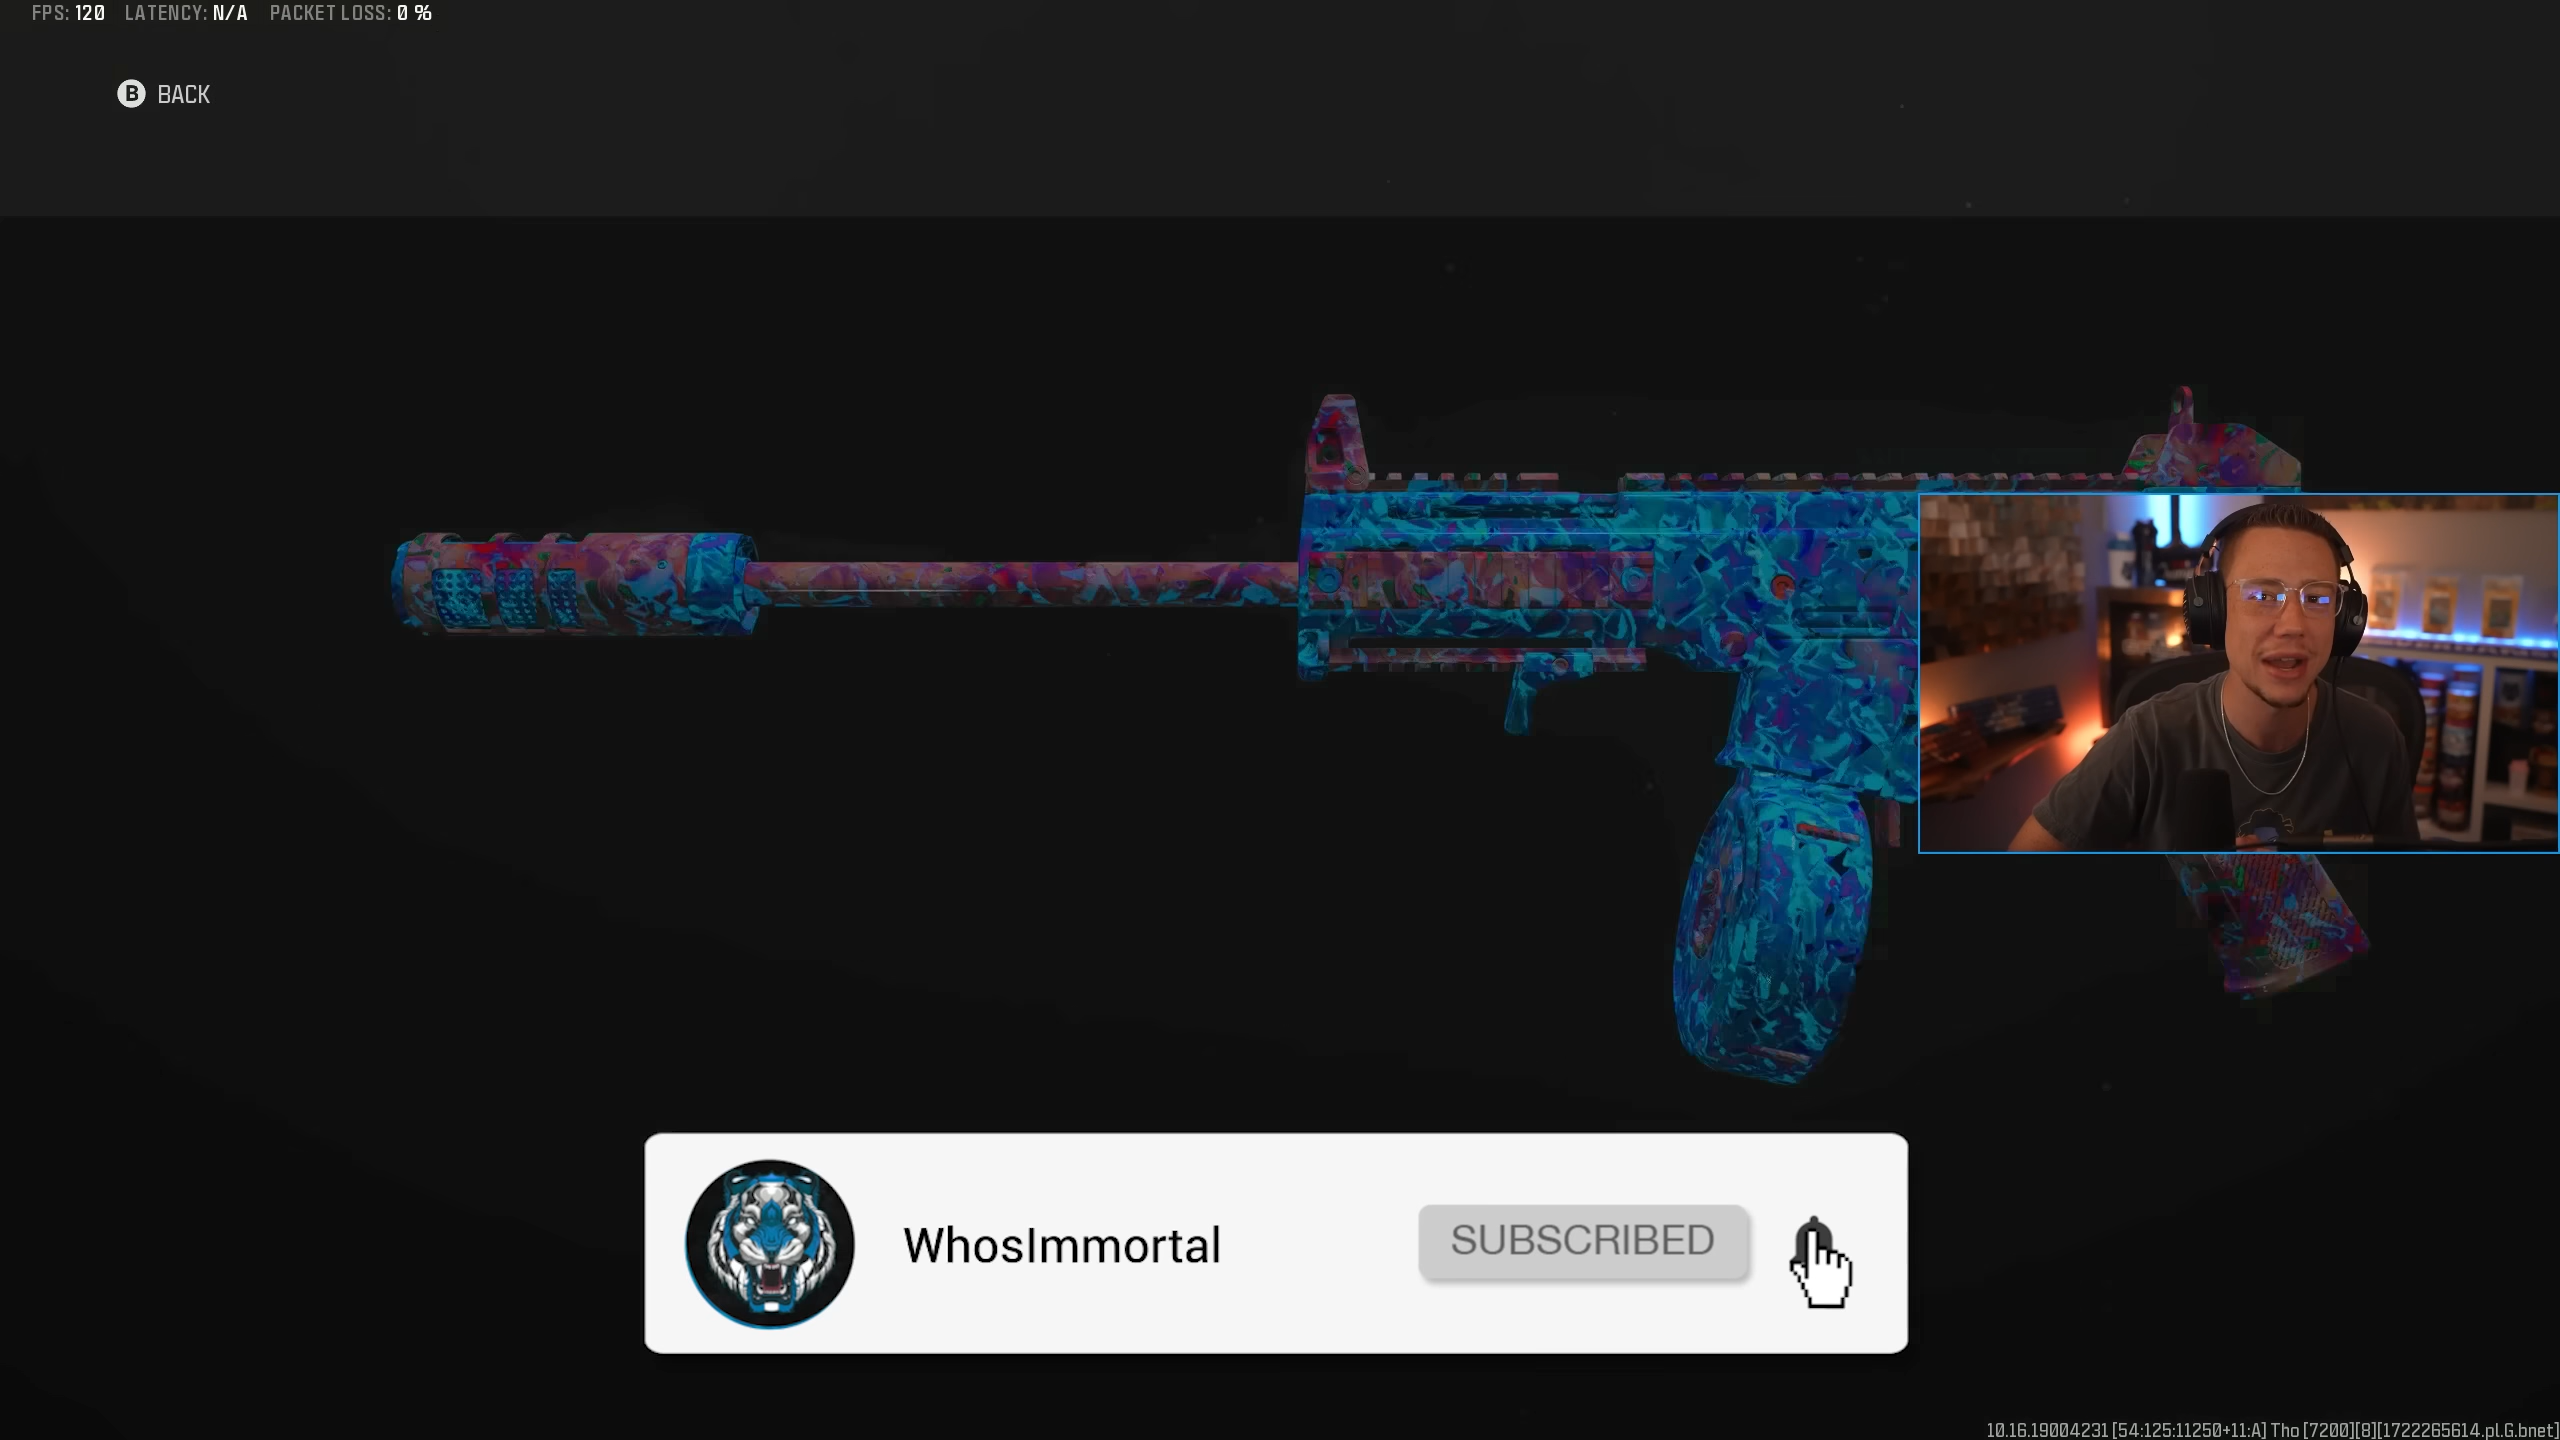 FPS: 120 LATENCY: N/A PACKET LOSS: 0 %
B BACK
WhosImmortal SUBSCRIBED
10.16.19004231 [54:125:11250+11:A] Tho [7200][8][1722265614.pl.G.bnet]